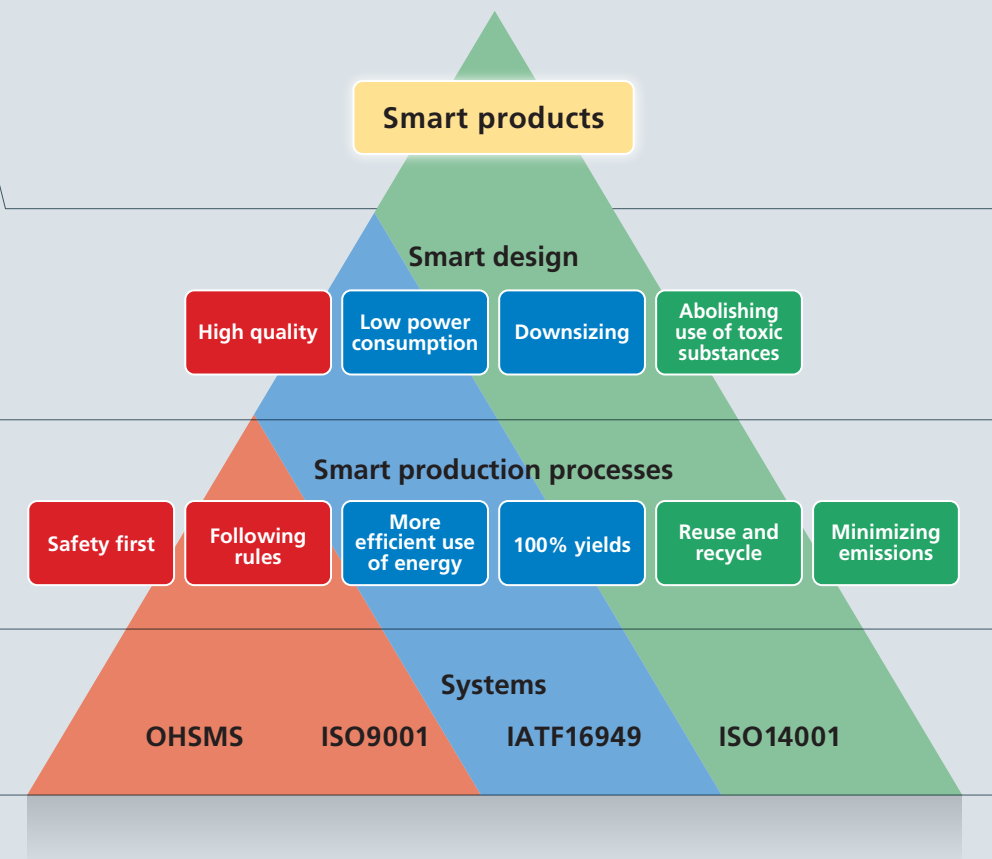 Smart products
Smart design
High quality
Low power
consumption
Downsizing
Abolishing
use of toxic
substances
Smart production processes
Safety first
Following
rules
More
efficient use
of energy
100% yields
Reuse and
recycle
Minimizing
emissions
Systems
OHSMS
ISO9001
IATF16949
ISO14001